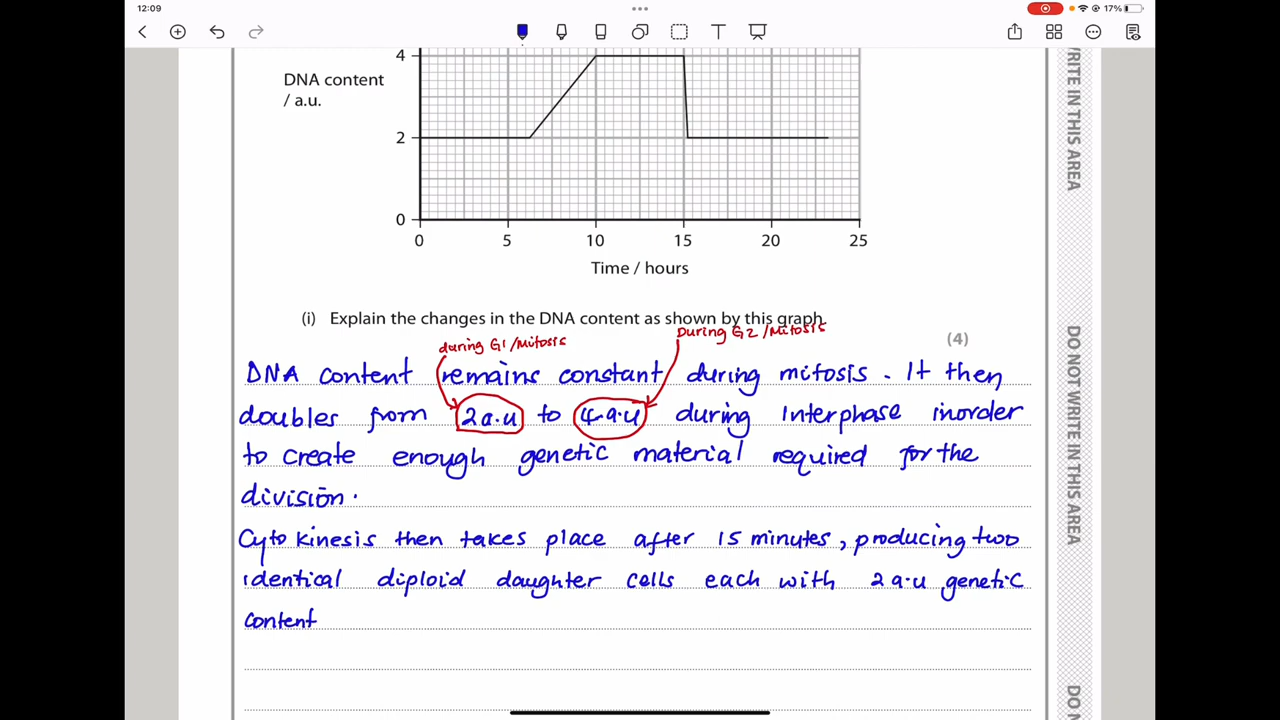 12:09
17%
4
DNA content
/ a.u.
2
0
0 5 10 15 20 25
Time / hours
(i) Explain the changes in the DNA content as shown by this graph.
(4)
during G1/Mitosis
During G2/Mitosis
DNA content remains constant during mitosis. It then
doubles from 2a.u to 4a.u during Interphase inorder
to create enough genetic material required for the
division.
Cytokinesis then takes place after 15 minutes, producing two
identical diploid daughter cells each with 2a.u genetic
content
RITE IN THIS AREA
DO NOT WRITE IN THIS AREA
DO N